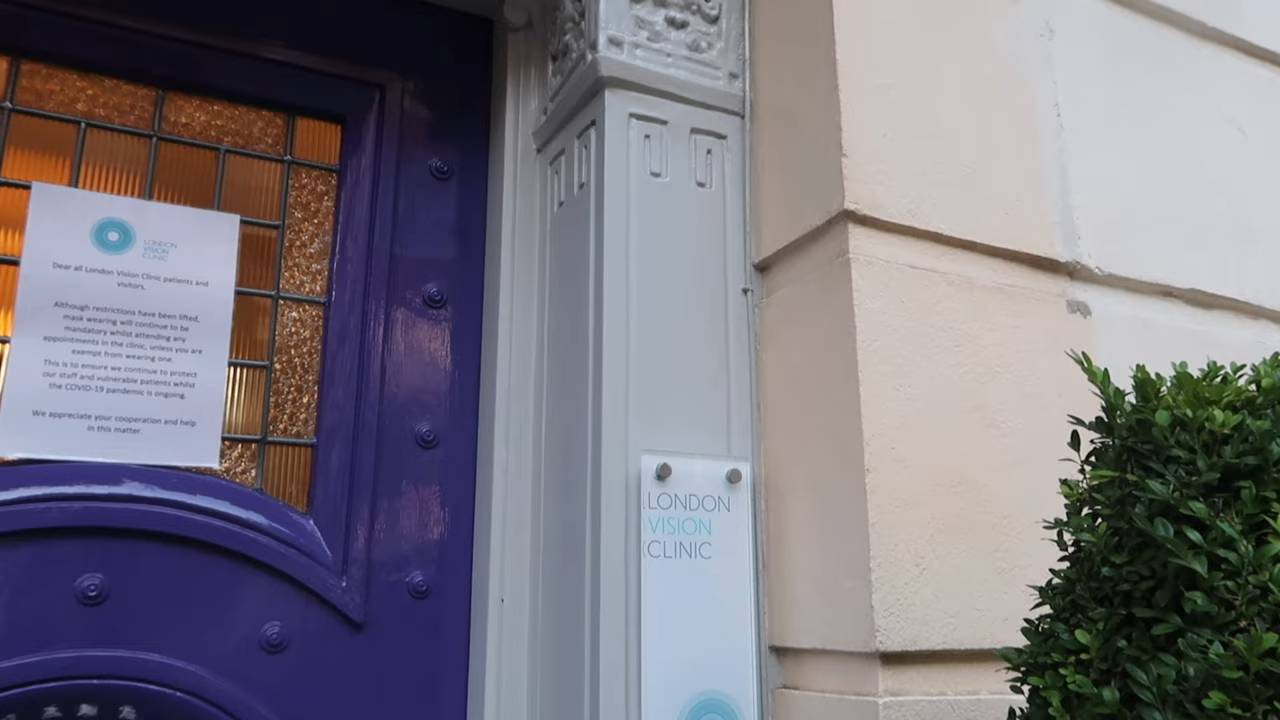 LONDON
VISION
CLINIC
Dear all London Vision Clinic patients and
visitors,
Although restrictions have been lifted,
mask wearing will continue to be
mandatory whilst attending any
appointments in the clinic, unless you are
exempt from wearing one.
This is to ensure we continue to protect
our staff and vulnerable patients whilst
the COVID-19 pandemic is ongoing.
We appreciate your cooperation and help
in this matter.
LONDON
VISION
CLINIC